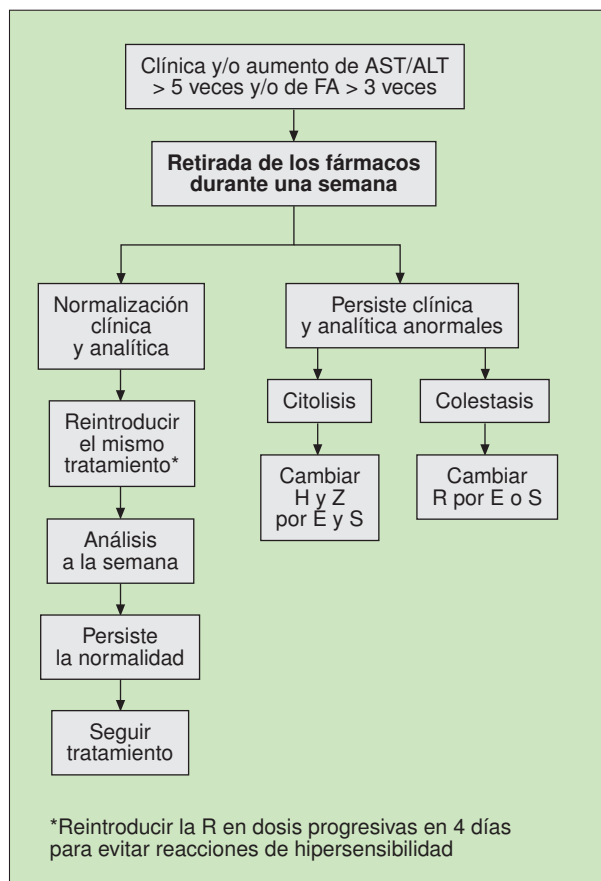 Clínica y/o aumento de AST/ALT
> 5 veces y/o de FA > 3 veces
Retirada de los fármacos
durante una semana
Normalización
clínica
y analítica
Persiste clínica
y analítica anormales
Reintroducir
el mismo
tratamiento*
Citolisis
Colestasis
Cambiar
H y Z
por E y S
Cambiar
R por E o S
Análisis
a la semana
Persiste
la normalidad
Seguir
tratamiento
*Reintroducir la R en dosis progresivas en 4 días
para evitar reacciones de hipersensibilidad